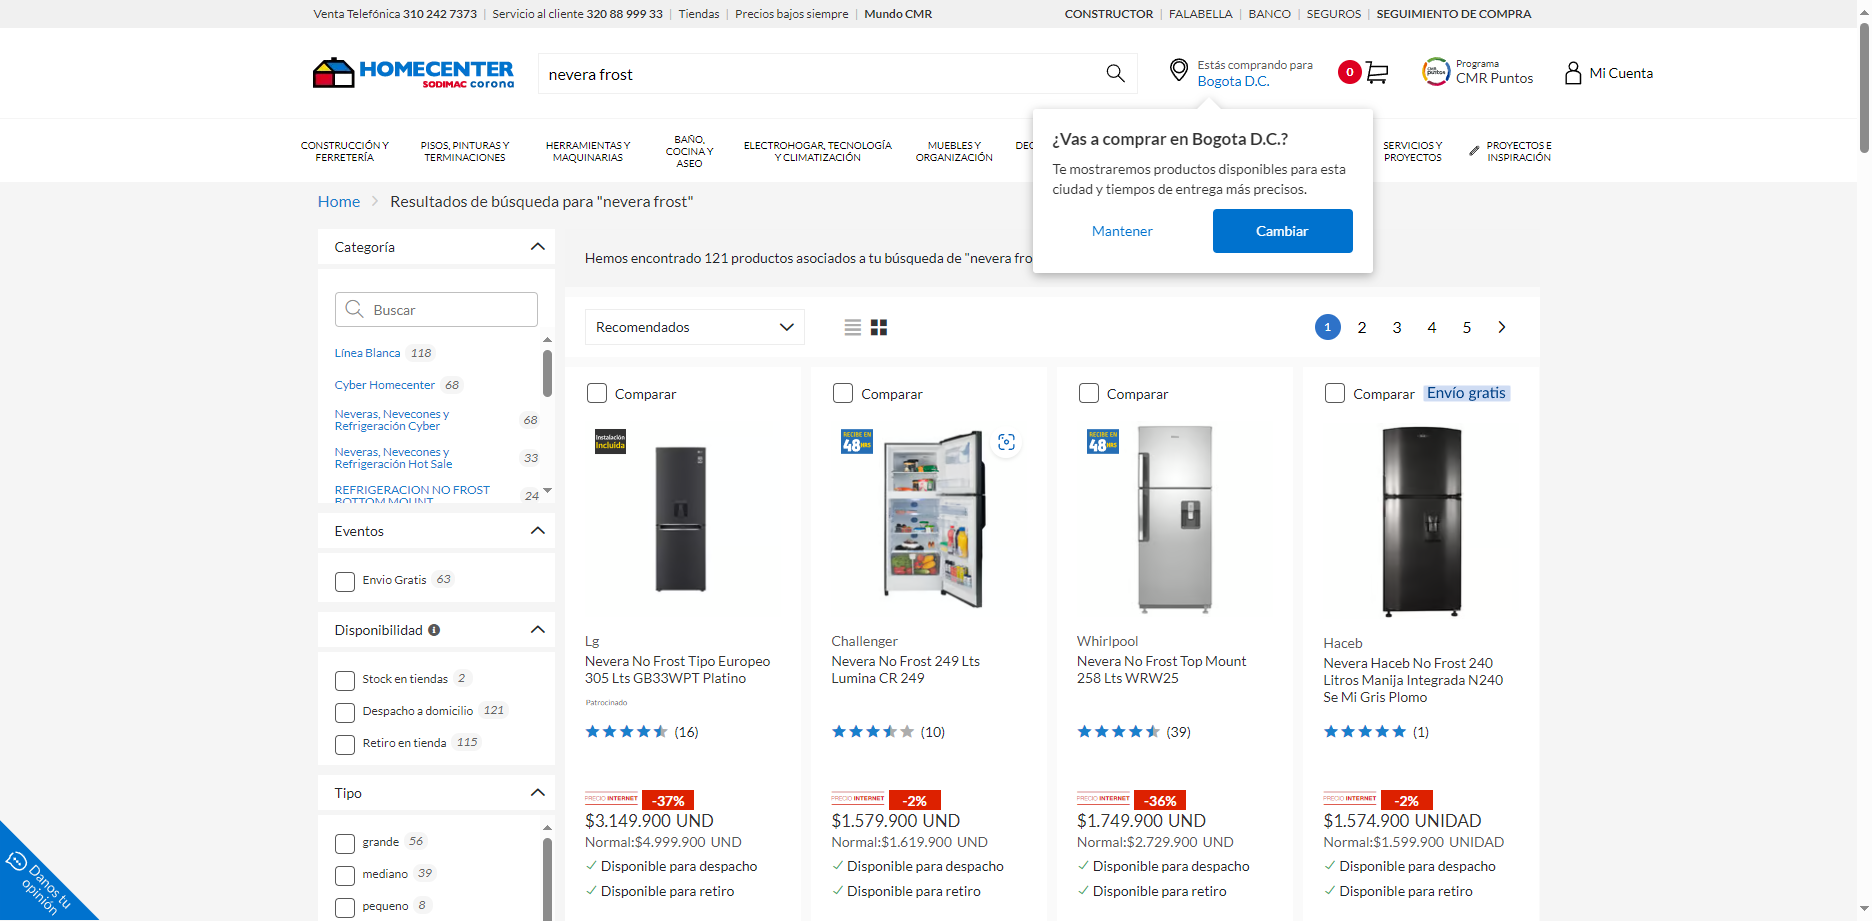 Venta Telefónica 310 242 7373 | Servicio al cliente 320 88 999 33 | Tiendas | Precios bajos siempre | Mundo CMR
CONSTRUCTOR | FALABELLA | BANCO | SEGUROS | SEGUIMIENTO DE COMPRA
HOMECENTER
SODIMAC corona
nevera frost
Estás comprando para
Bogota D.C.
0
CMR puntos
Programa
CMR Puntos
Mi Cuenta
CONSTRUCCIÓN Y
FERRETERÍA
PISOS, PINTURAS Y
TERMINACIONES
HERRAMIENTAS Y
MAQUINARIAS
BAÑO,
COCINA Y
ASEO
ELECTROHOGAR, TECNOLOGÍA
Y CLIMATIZACIÓN
MUEBLES Y
ORGANIZACIÓN
SERVICIOS Y
PROYECTOS
PROYECTOS E
INSPIRACIÓN
¿Vas a comprar en Bogota D.C.?
Te mostraremos productos disponibles para esta
ciudad y tiempos de entrega más precisos.
Mantener
Cambiar
Home > Resultados de búsqueda para "nevera frost"
Categoría
Buscar
Línea Blanca 118
Cyber Homecenter 68
Neveras, Nevecones y
Refrigeración Cyber 68
Neveras, Nevecones y
Refrigeración Hot Sale 33
REFRIGERACION NO FROST
BOTTOM MOUNT 24
Eventos
Envio Gratis 63
Disponibilidad
Stock en tiendas 2
Despacho a domicilio 121
Retiro en tienda 115
Tipo
grande 56
mediano 39
pequeno 8
Danos tu
opinión
Hemos encontrado 121 productos asociados a tu búsqueda de "nevera fro
Recomendados
1 2 3 4 5
Comparar
Instalación
Incluida
Lg
Nevera No Frost Tipo Europeo
305 Lts GB33WPT Platino
Patrocinado
(16)
PRECIO INTERNET -37%
$3.149.900 UND
Normal:$4.999.900 UND
Disponible para despacho
Disponible para retiro
Comparar
RECIBE EN
48HRS
Challenger
Nevera No Frost 249 Lts
Lumina CR 249
(10)
PRECIO INTERNET -2%
$1.579.900 UND
Normal:$1.619.900 UND
Disponible para despacho
Disponible para retiro
Comparar
RECIBE EN
48HRS
Whirlpool
Nevera No Frost Top Mount
258 Lts WRW25
(39)
PRECIO INTERNET -36%
$1.749.900 UND
Normal:$2.729.900 UND
Disponible para despacho
Disponible para retiro
Comparar Envío gratis
Haceb
Nevera Haceb No Frost 240
Litros Manija Integrada N240
Se Mi Gris Plomo
(1)
PRECIO INTERNET -2%
$1.574.900 UNIDAD
Normal:$1.599.900 UNIDAD
Disponible para despacho
Disponible para retiro